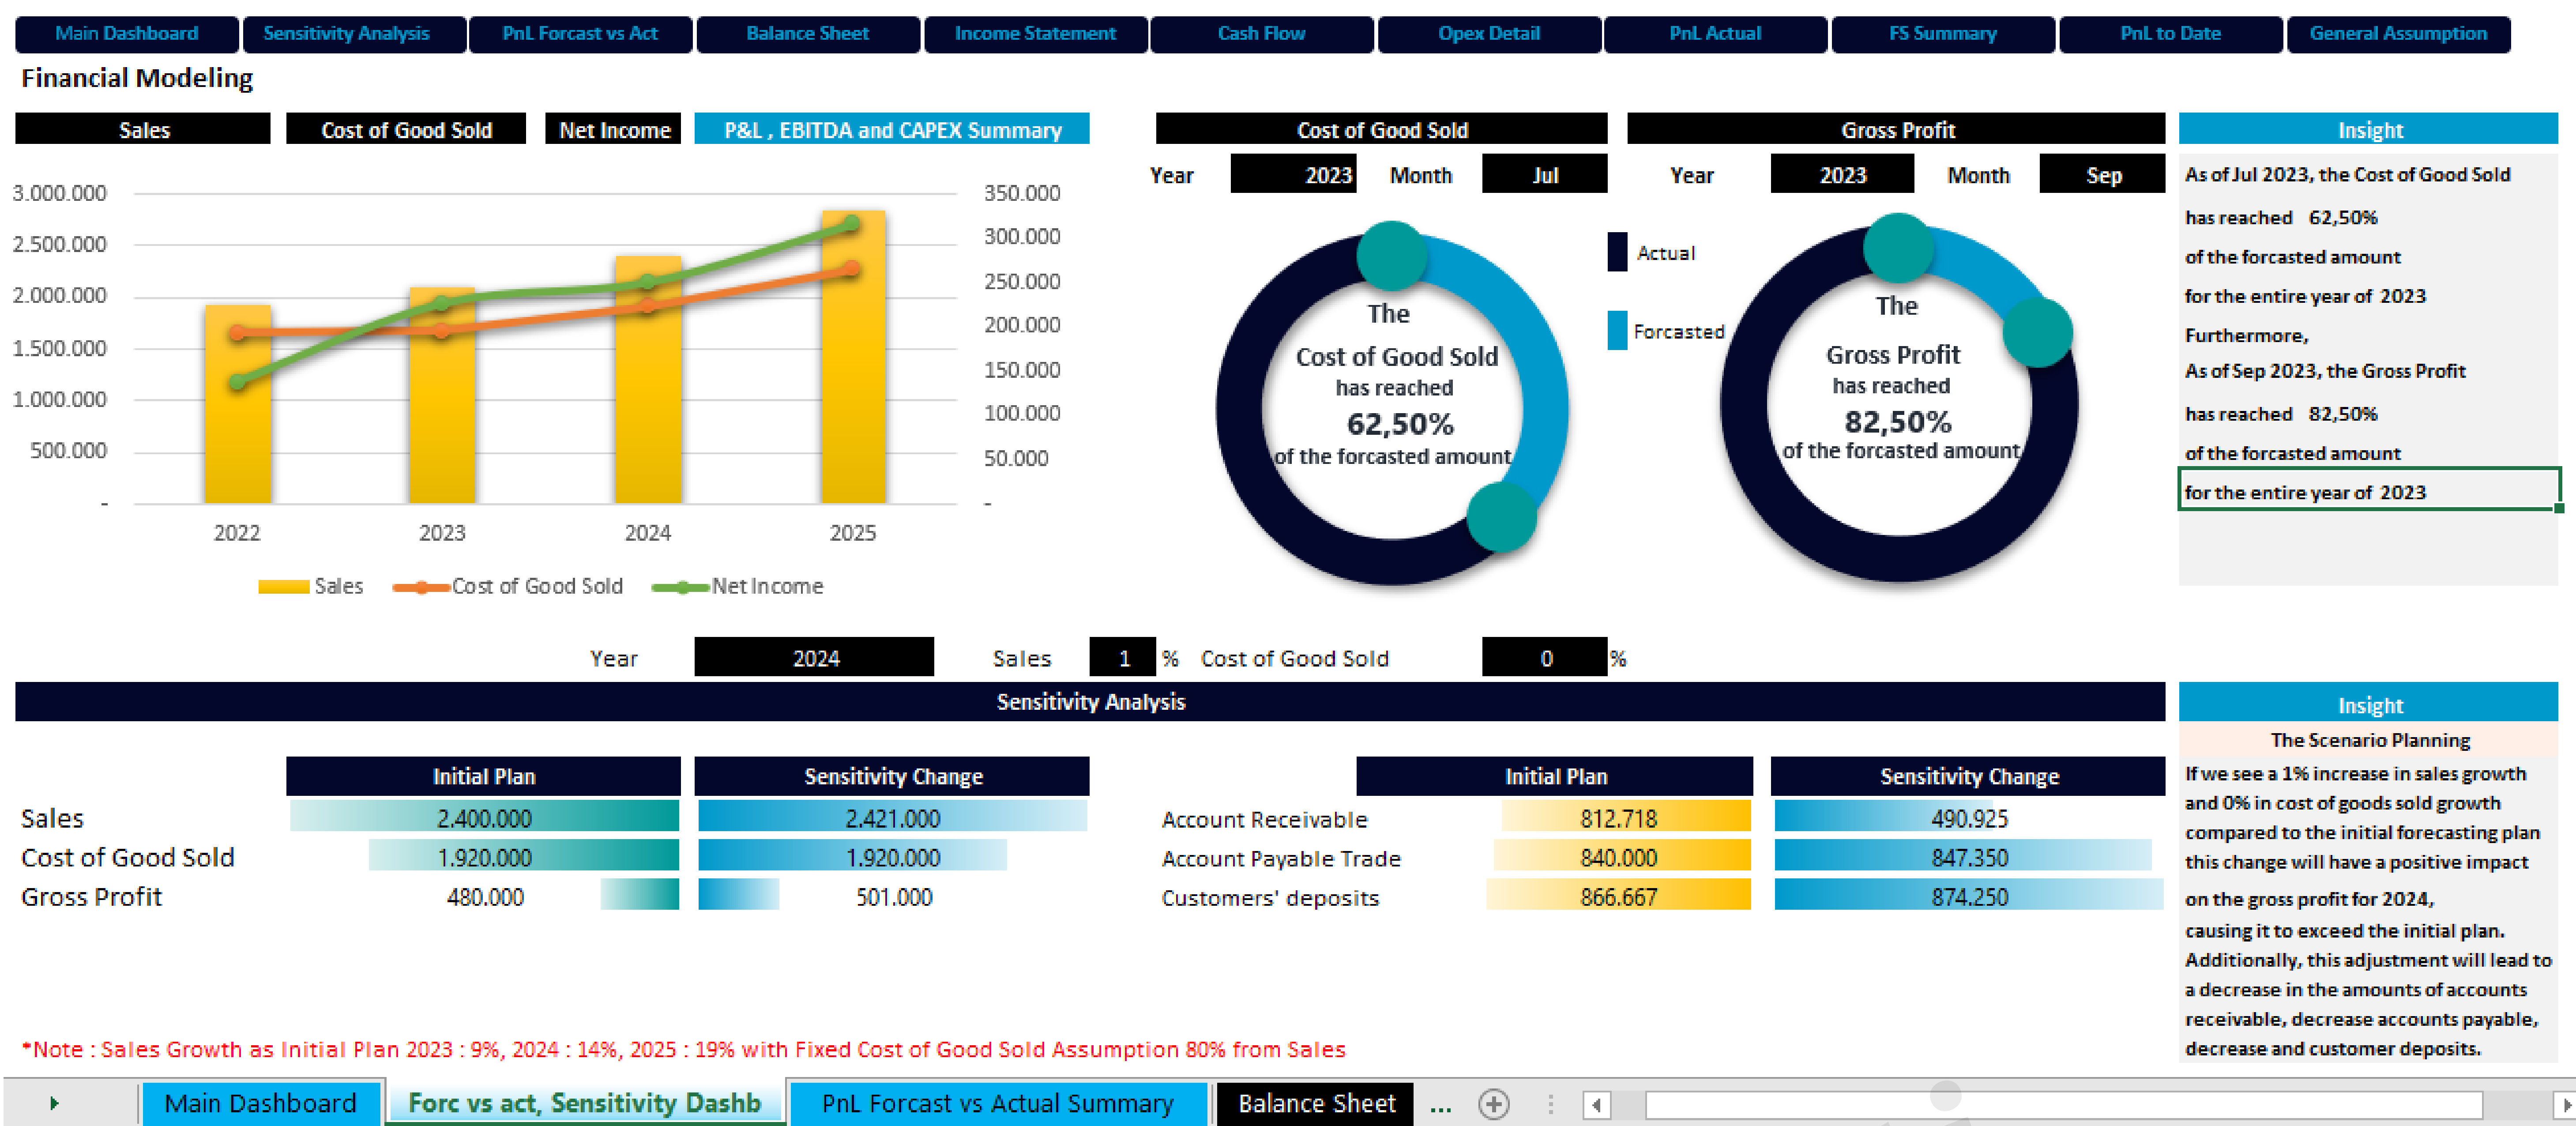 Main Dashboard
Sensitivity Analysis
PnL Forcast vs Act
Balance Sheet
Income Statement
Cash Flow
Opex Detail
PnL Actual
FS Summary
PnL to Date
General Assumption
Financial Modeling
Sales
Cost of Good Sold
Net Income
P&L , EBITDA and CAPEX Summary
3.000.000
2.500.000
2.000.000
1.500.000
1.000.000
500.000
-
350.000
300.000
250.000
200.000
150.000
100.000
50.000
-
2022
2023
2024
2025
Sales
Cost of Good Sold
Net Income
Cost of Good Sold
Year 2023 Month Jul
The
Cost of Good Sold
has reached
62,50%
of the forcasted amount
Actual
Forcasted
Gross Profit
Year 2023 Month Sep
The
Gross Profit
has reached
82,50%
of the forcasted amount
Insight
As of Jul 2023, the Cost of Good Sold
has reached 62,50%
of the forcasted amount
for the entire year of 2023
Furthermore,
As of Sep 2023, the Gross Profit
has reached 82,50%
of the forcasted amount
for the entire year of 2023
Year 2024 Sales 1 % Cost of Good Sold 0 %
Sensitivity Analysis
Initial Plan Sensitivity Change
Sales 2.400.000 2.421.000
Cost of Good Sold 1.920.000 1.920.000
Gross Profit 480.000 501.000
Initial Plan Sensitivity Change
Account Receivable 812.718 490.925
Account Payable Trade 840.000 847.350
Customers' deposits 866.667 874.250
Insight
The Scenario Planning
If we see a 1% increase in sales growth
and 0% in cost of goods sold growth
compared to the initial forecasting plan
this change will have a positive impact
on the gross profit for 2024,
causing it to exceed the initial plan.
Additionally, this adjustment will lead to
a decrease in the amounts of accounts
receivable, decrease accounts payable,
decrease and customer deposits.
*Note : Sales Growth as Initial Plan 2023 : 9%, 2024 : 14%, 2025 : 19% with Fixed Cost of Good Sold Assumption 80% from Sales
Main Dashboard
Forc vs act, Sensitivity Dashb
PnL Forcast vs Actual Summary
Balance Sheet
...